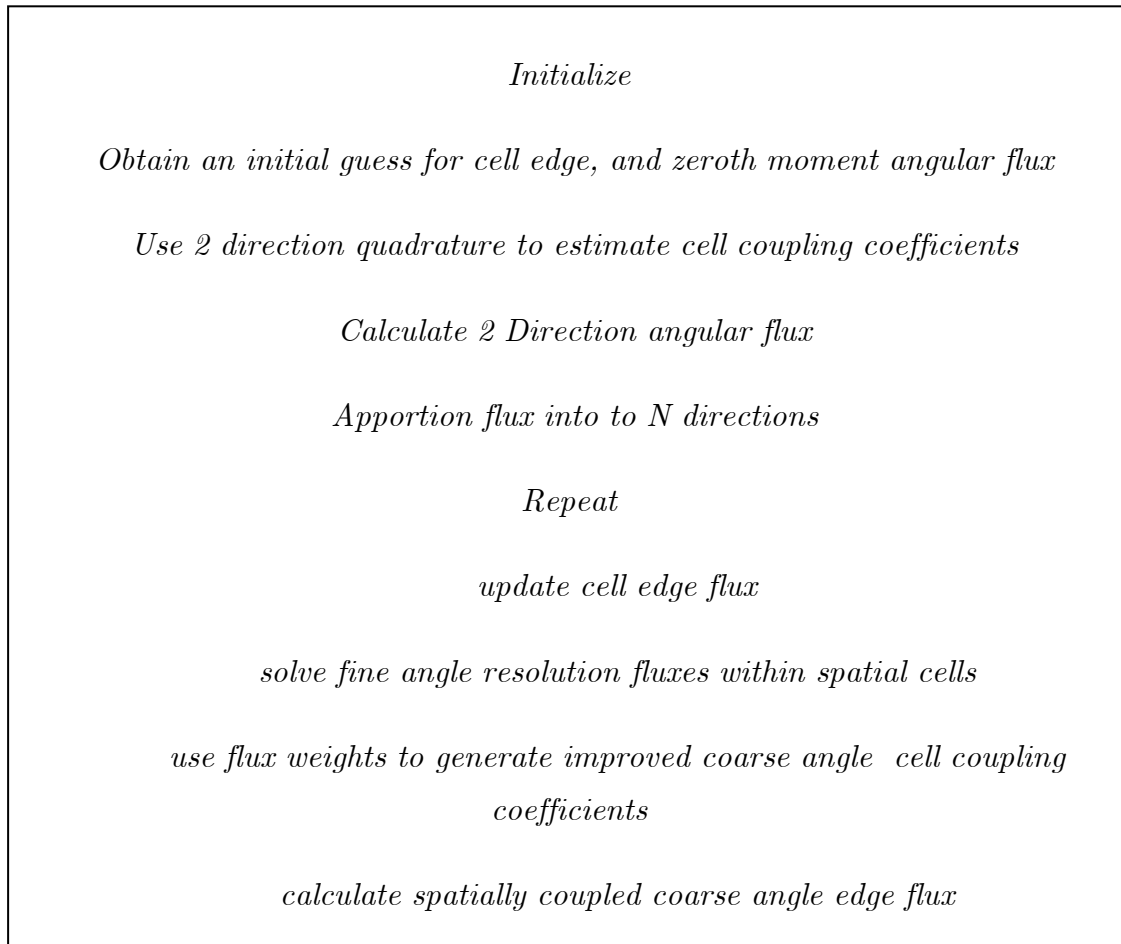 Initialize
Obtain an initial guess for cell edge, and zeroth moment angular flux
Use 2 direction quadrature to estimate cell coupling coefficients
Calculate 2 Direction angular flux
Apportion flux into to N directions
Repeat
update cell edge flux
solve fine angle resolution fluxes within spatial cells
use flux weights to generate improved coarse angle cell coupling
coefficients
calculate spatially coupled coarse angle edge flux